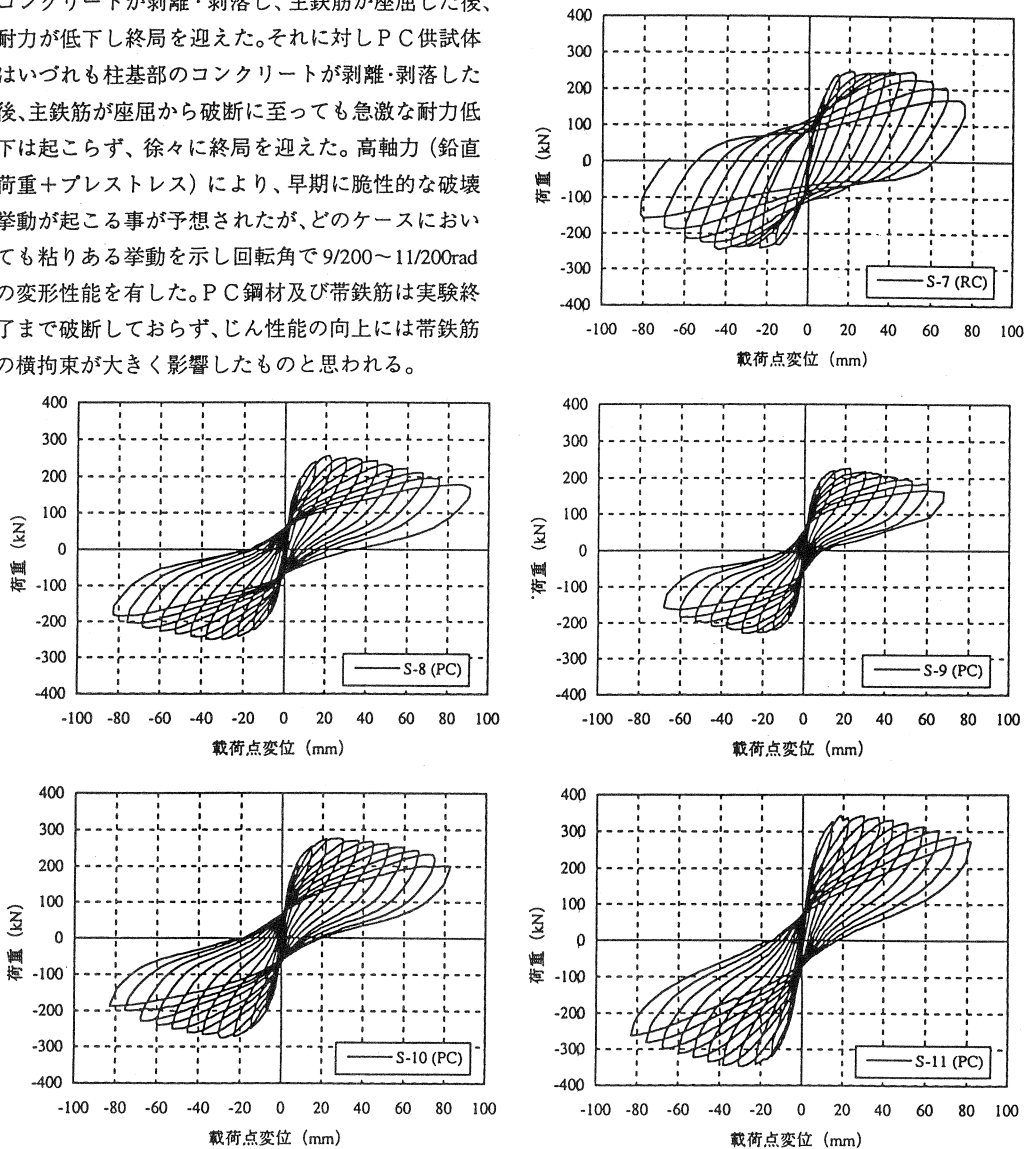 コンクリートが剥離・剥落し、主鉄筋が座屈した後、
耐力が低下し終局を迎えた。それに対しＰＣ供試体
はいづれも柱基部のコンクリートが剥離・剥落した
後、主鉄筋が座屈から破断に至っても急激な耐力低
下は起こらず、徐々に終局を迎えた。高軸力（鉛直
荷重＋プレストレス）により、早期に脆性的な破壊
挙動が起こる事が予想されたが、どのケースにおい
ても粘りある挙動を示し回転角で9/200～11/200rad
の変形性能を有した。ＰＣ鋼材及び帯鉄筋は実験終
了まで破断しておらず、じん性能の向上には帯鉄筋
の横拘束が大きく影響したものと思われる。
400
300
200
100
0
-100
-200
-300
-400
荷重（kN）
S-7 (RC)
-100 -80 -60 -40 -20 0 20 40 60 80 100
載荷点変位（mm）
400
300
200
100
0
-100
-200
-300
-400
荷重（kN）
S-8 (PC)
-100 -80 -60 -40 -20 0 20 40 60 80 100
載荷点変位（mm）
400
300
200
100
0
-100
-200
-300
-400
荷重（kN）
S-9 (PC)
-100 -80 -60 -40 -20 0 20 40 60 80 100
載荷点変位（mm）
400
300
200
100
0
-100
-200
-300
-400
荷重（kN）
S-10 (PC)
-100 -80 -60 -40 -20 0 20 40 60 80 100
載荷点変位（mm）
400
300
200
100
0
-100
-200
-300
-400
荷重（kN）
S-11 (PC)
-100 -80 -60 -40 -20 0 20 40 60 80 100
載荷点変位（mm）